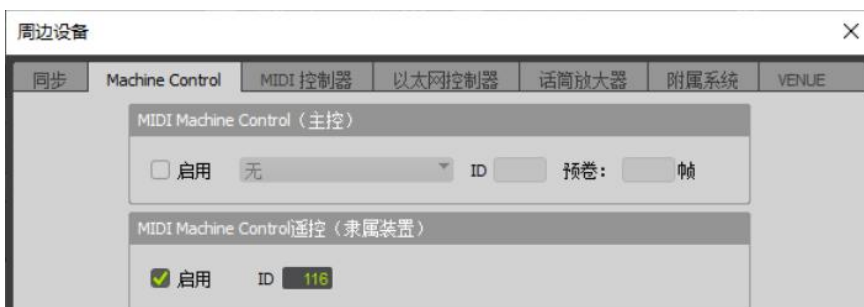 周边设备
同步 Machine Control MIDI 控制器 以太网控制器 话筒放大器 附属系统 VENUE
MIDI Machine Control（主控）
启用 无 ID 预卷： 帧
MIDI Machine Control遥控（隶属装置）
启用 ID 116